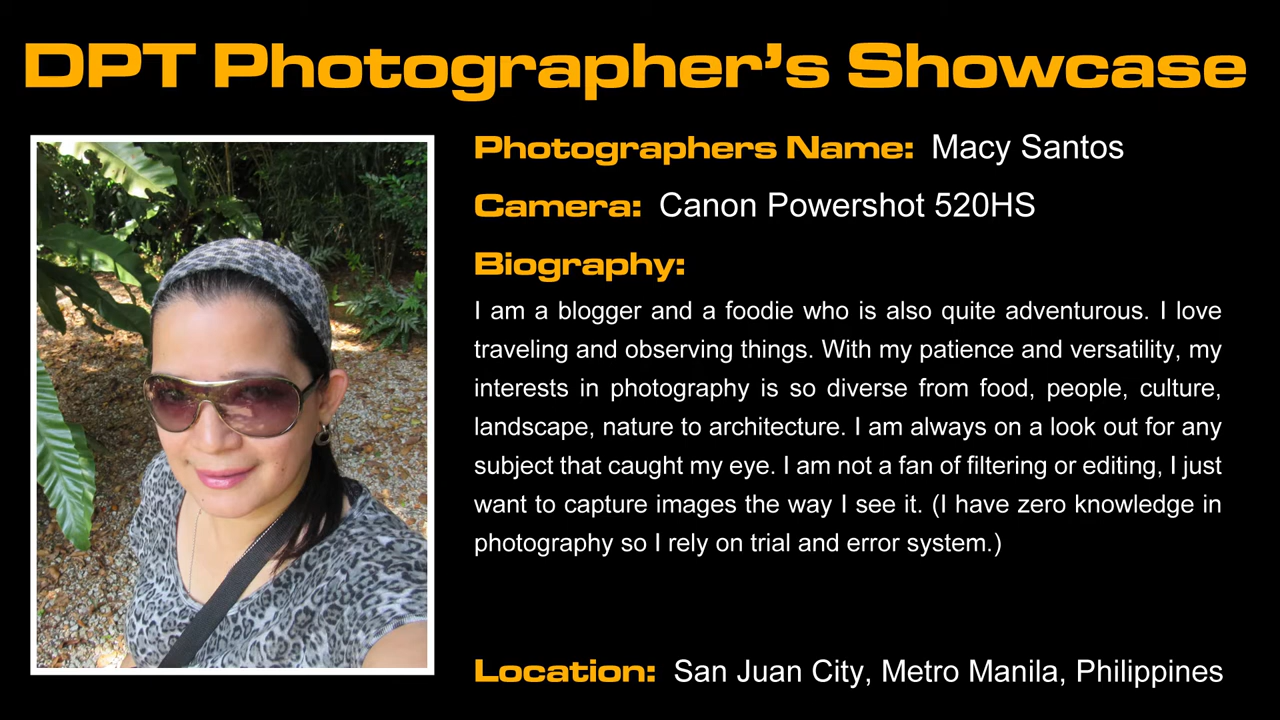 DPT Photographer's Showcase
Photographers Name: Macy Santos
Camera: Canon Powershot 520HS
Biography:
I am a blogger and a foodie who is also quite adventurous. I love
traveling and observing things. With my patience and versatility, my
interests in photography is so diverse from food, people, culture,
landscape, nature to architecture. I am always on a look out for any
subject that caught my eye. I am not a fan of filtering or editing, I just
want to capture images the way I see it. (I have zero knowledge in
photography so I rely on trial and error system.)
Location: San Juan City, Metro Manila, Philippines